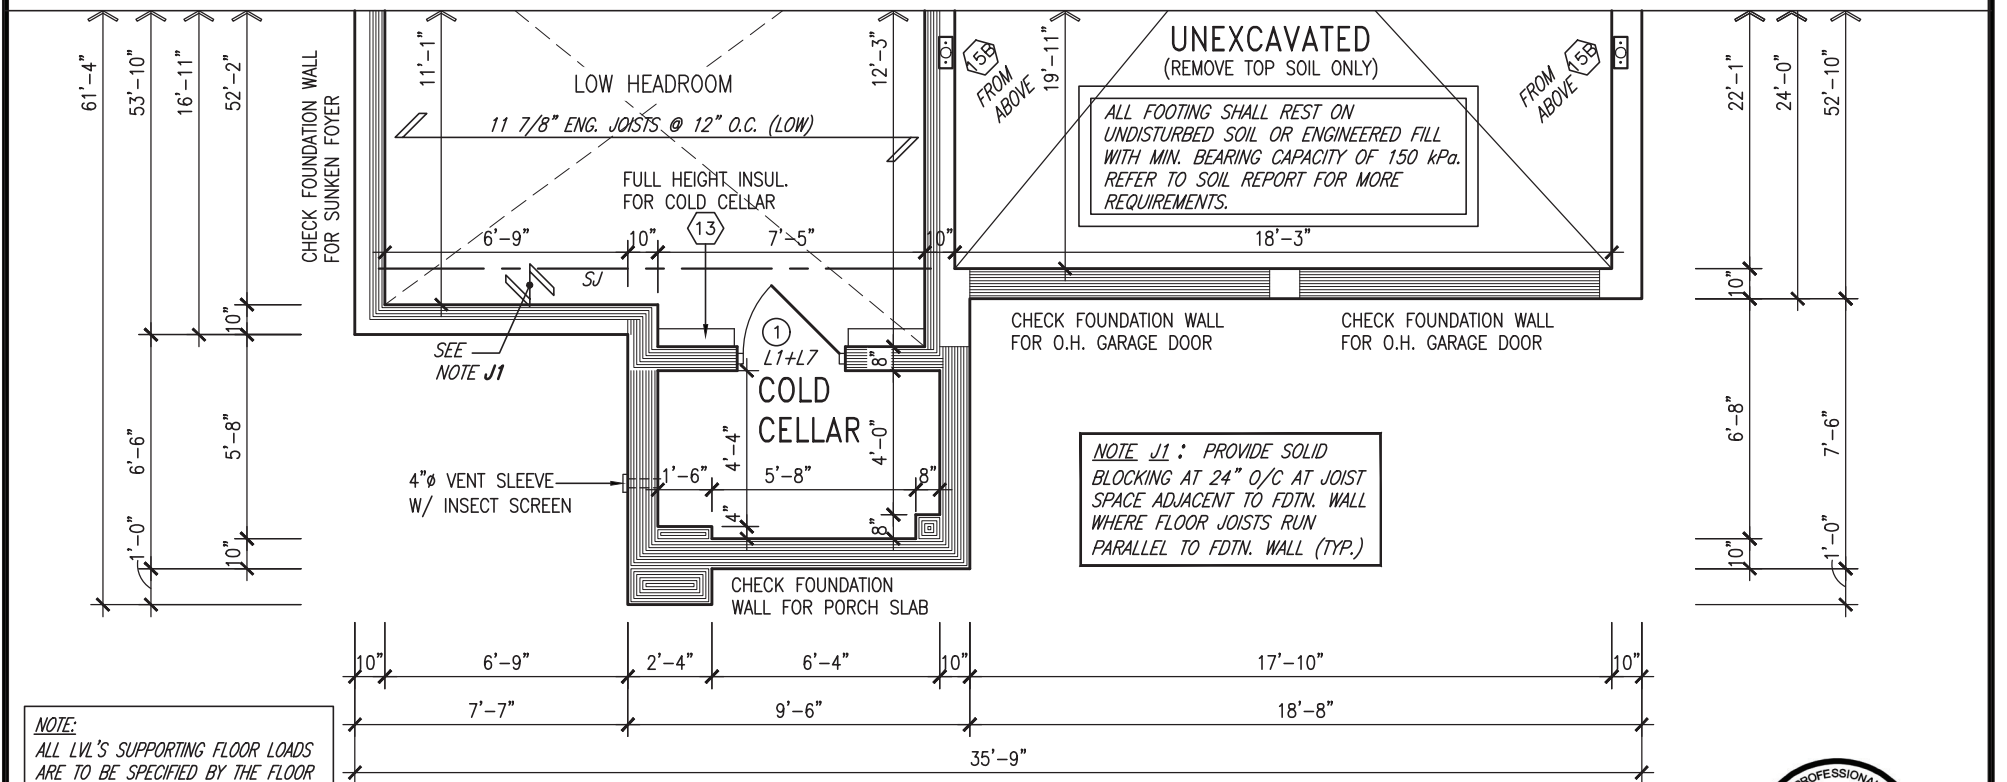 61'-4"
53'-10"
16'-11"
52'-2"
CHECK FOUNDATION WALL
FOR SUNKEN FOYER
11'-1"
LOW HEADROOM
12'-3"
11 7/8" ENG. JOISTS @ 12" O.C. (LOW)
FULL HEIGHT INSUL.
FOR COLD CELLAR
13
15B
FROM
ABOVE
19'-11"
UNEXCAVATED
(REMOVE TOP SOIL ONLY)
ALL FOOTING SHALL REST ON
UNDISTURBED SOIL OR ENGINEERED FILL
WITH MIN. BEARING CAPACITY OF 150 kPa.
REFER TO SOIL REPORT FOR MORE
REQUIREMENTS.
15B
FROM
ABOVE
22'-1"
24'-0"
52'-10"
6'-9"
10"
7'-5"
10"
18'-3"
SJ
10"
10"
SEE
NOTE J1
1
L1+L7
8"
COLD
CELLAR
CHECK FOUNDATION WALL
FOR O.H. GARAGE DOOR
CHECK FOUNDATION WALL
FOR O.H. GARAGE DOOR
6'-6"
5'-8"
4'-4"
4'-0"
6'-8"
7'-6"
4"ø VENT SLEEVE
W/ INSECT SCREEN
1'-6"
5'-8"
8"
4"
8"
NOTE J1 : PROVIDE SOLID
BLOCKING AT 24" O/C AT JOIST
SPACE ADJACENT TO FDTN. WALL
WHERE FLOOR JOISTS RUN
PARALLEL TO FDTN. WALL (TYP.)
1'-0"
10"
10"
1'-0"
CHECK FOUNDATION
WALL FOR PORCH SLAB
10"
6'-9"
2'-4"
6'-4"
10"
17'-10"
10"
7'-7"
9'-6"
18'-8"
35'-9"
NOTE:
ALL LVL'S SUPPORTING FLOOR LOADS
ARE TO BE SPECIFIED BY THE FLOOR
PROFESSIONAL